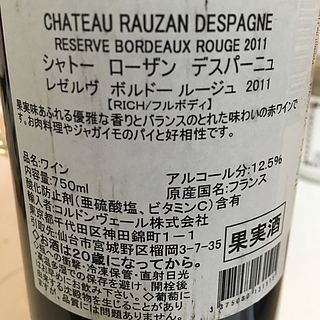 CHATEAU RAUZAN DESPAGNE
RESERVE BORDEAUX ROUGE 2011
シャトー ローザン デスパーニュ
レゼルヴ ボルドー ルージュ 2011
【RICH/フルボディ】
果実味あふれる優雅な香りとバランスのとれた味わいの赤ワインで
す。お肉料理やジャガイモのパイと好相性です。
品名:ワイン
内容量:750ml
アルコール分:12.5%
原産国名:フランス
酸化防止剤(亜硫酸塩、ビタミンC)含有
輸入者名:コルドンヴェール株式会社
東京都千代田区神田錦町1-1
引取先:仙台市宮城野区榴岡3-7-35
お酒は20歳になってから。
果実酒